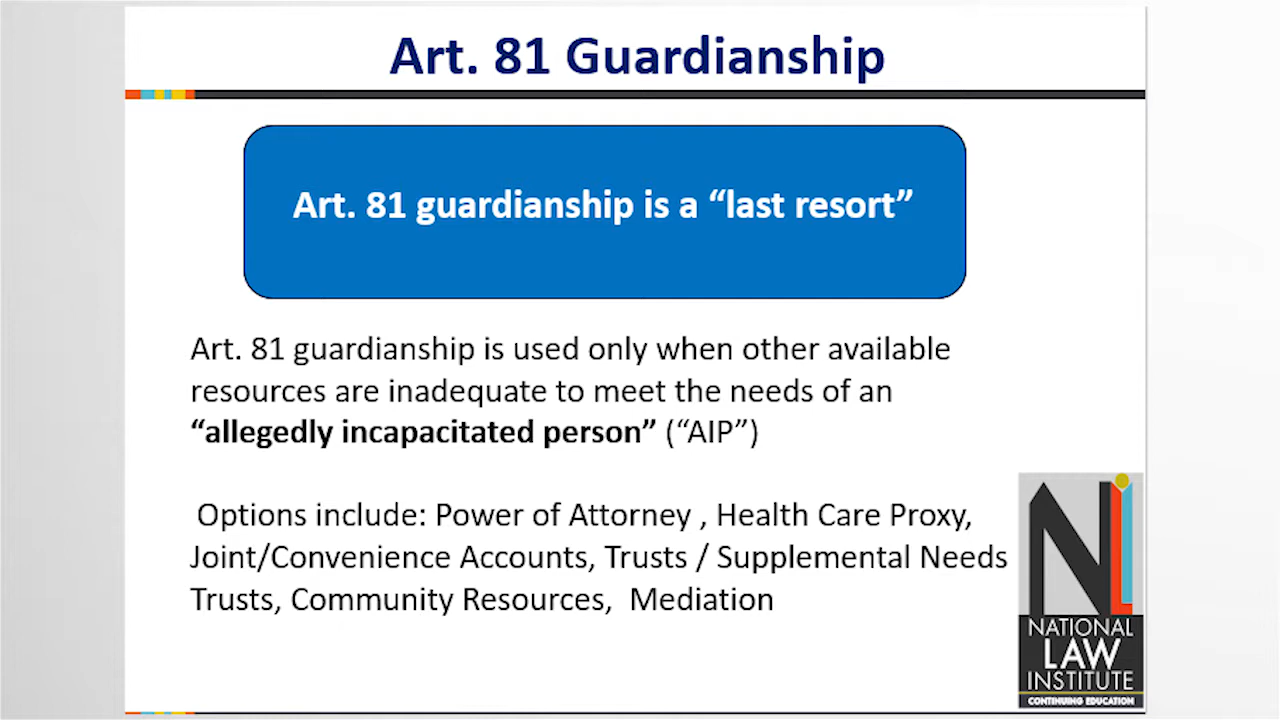 Art. 81 Guardianship
Art. 81 guardianship is a “last resort”
Art. 81 guardianship is used only when other available
resources are inadequate to meet the needs of an
“allegedly incapacitated person” (“AIP”)
Options include: Power of Attorney , Health Care Proxy,
Joint/Convenience Accounts, Trusts / Supplemental Needs
Trusts, Community Resources,  Mediation
NLI
NATIONAL
LAW
INSTITUTE
CONTINUING EDUCATION